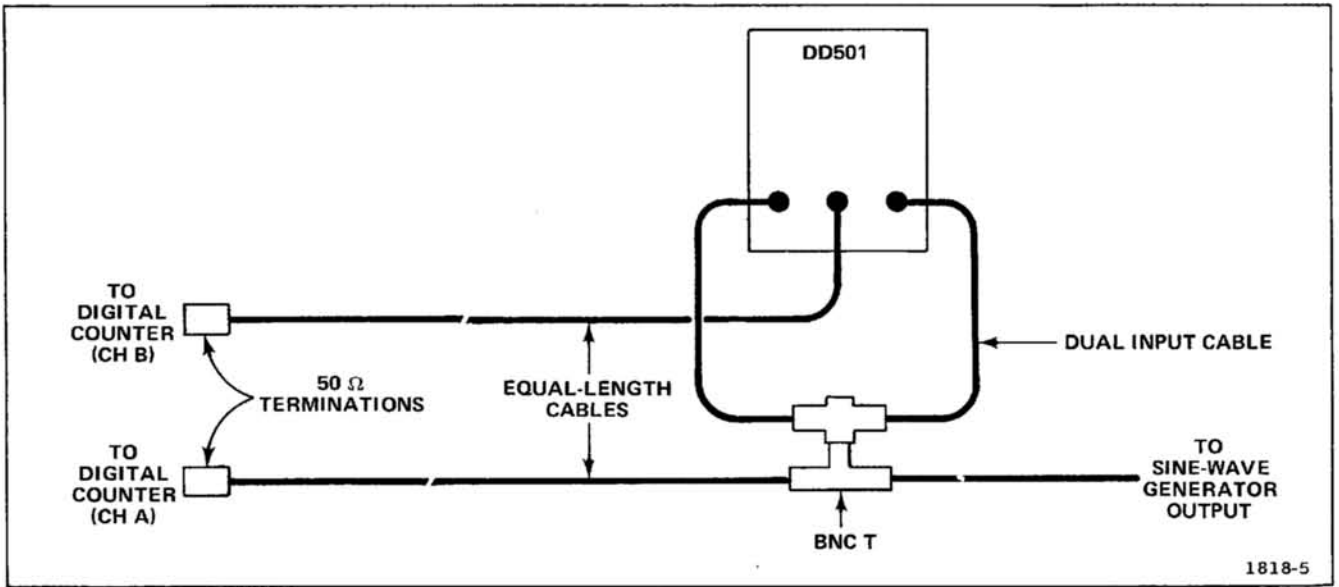 DD501
TO
DIGITAL
COUNTER
(CH B)
DUAL INPUT CABLE
50 Ω
TERMINATIONS
EQUAL-LENGTH
CABLES
TO
DIGITAL
COUNTER
(CH A)
TO
SINE-WAVE
GENERATOR
OUTPUT
BNC T
1818-5